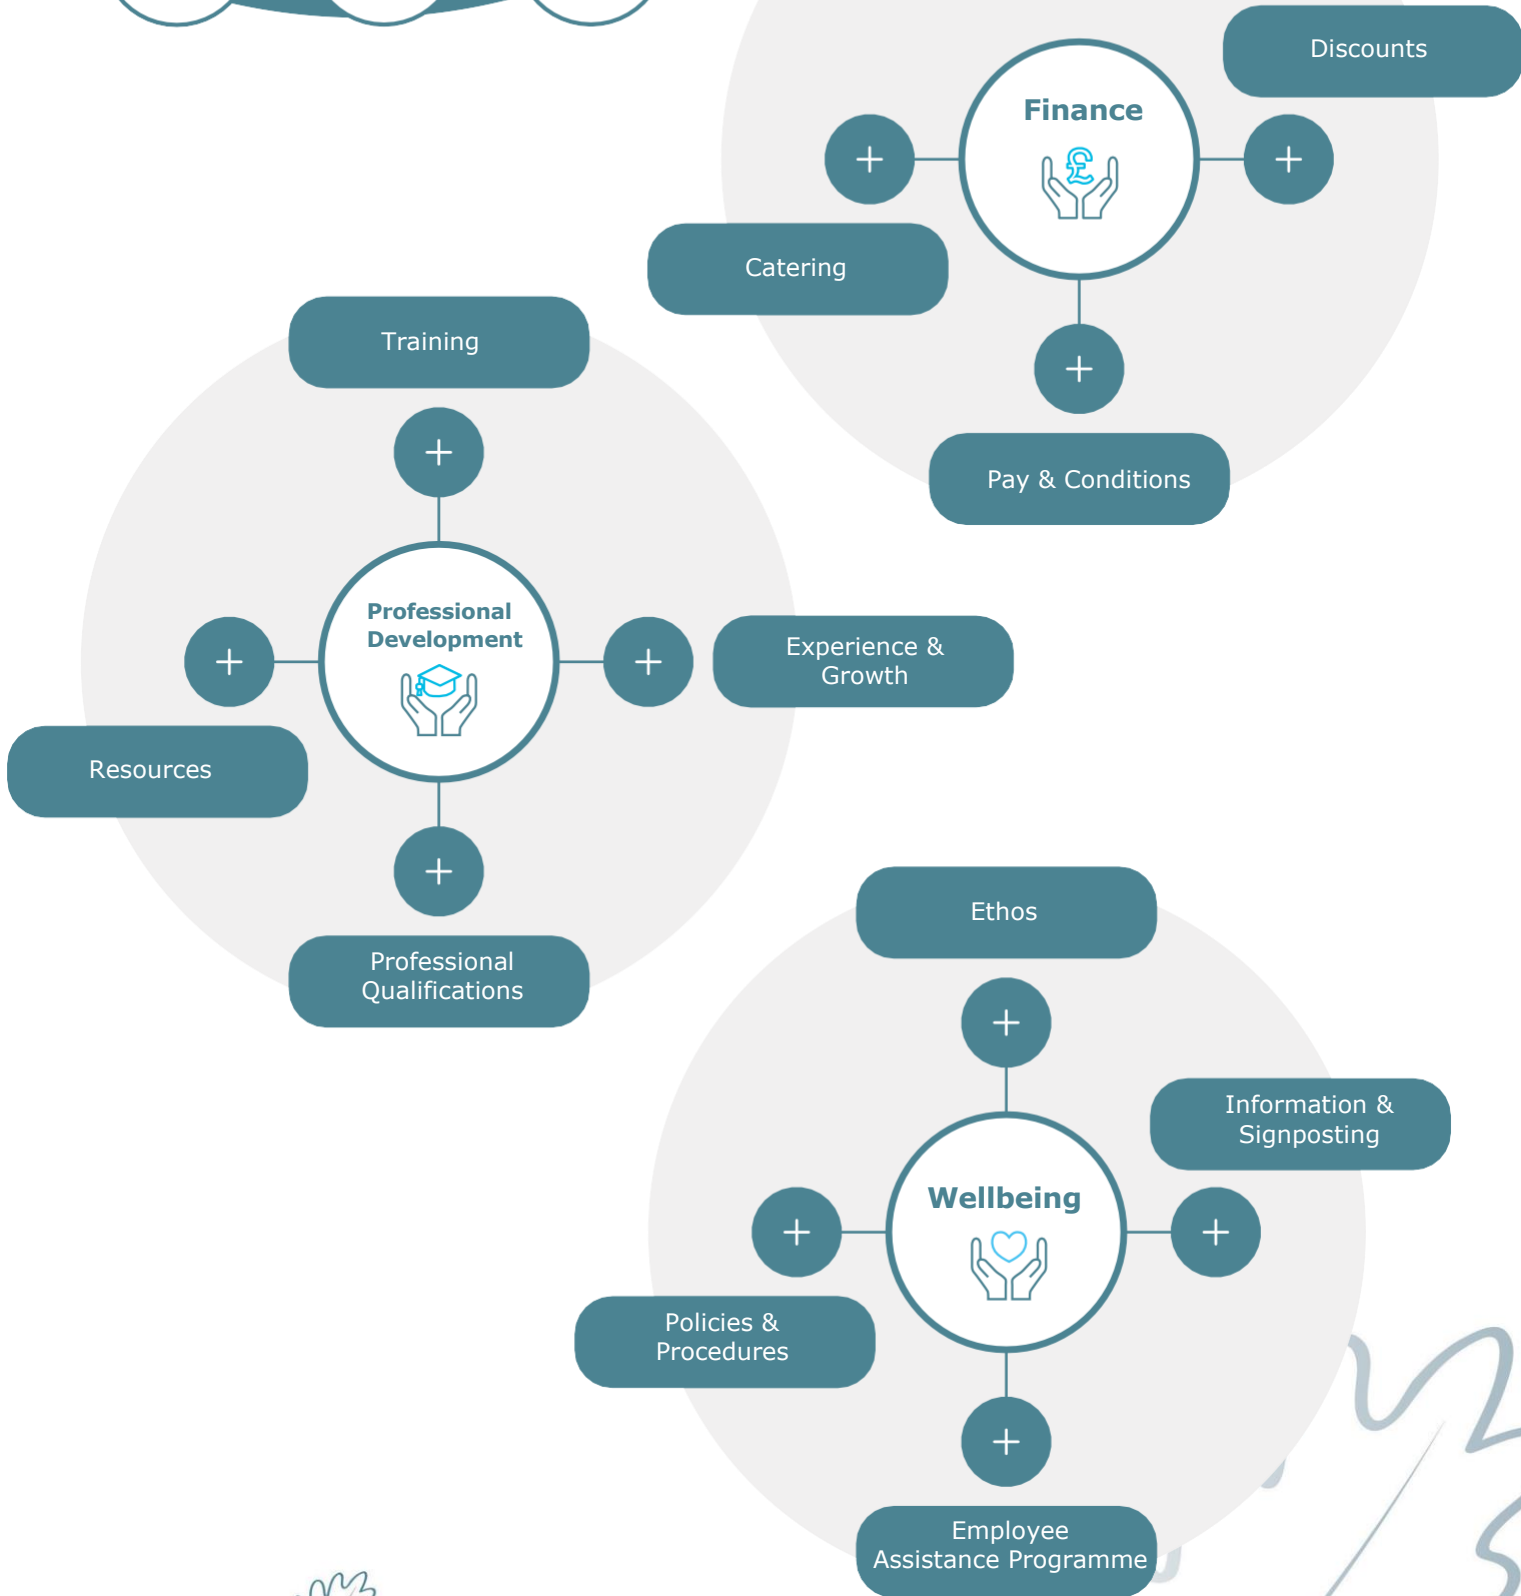 Discounts
Finance
£
Catering
Pay & Conditions
Training
Professional
Development
Experience &
Growth
Resources
Professional
Qualifications
Ethos
Information &
Signposting
Wellbeing
Policies &
Procedures
Employee
Assistance Programme